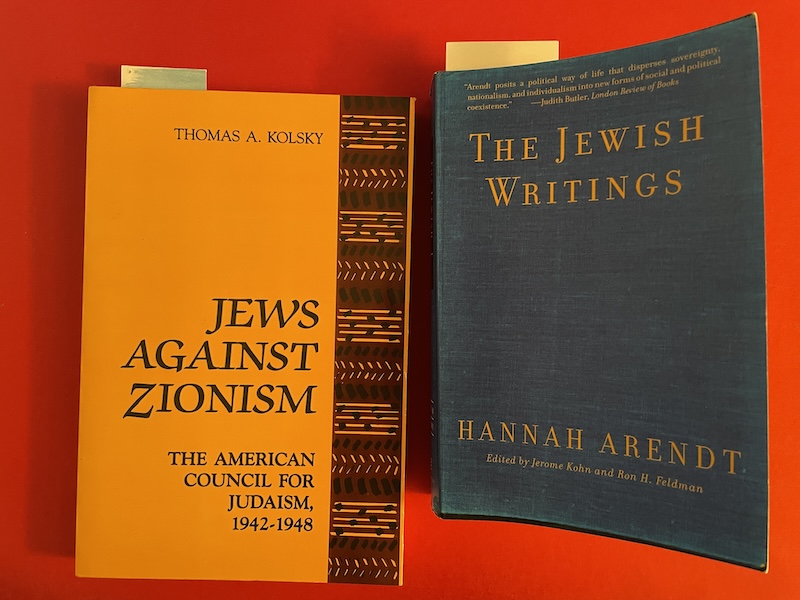 THOMAS A. KOLSKY
JEWS
AGAINST
ZIONISM
THE AMERICAN
COUNCIL FOR
JUDAISM,
1942-1948
"Arendt posits a political way of life that disperses sovereignty,
nationalism, and individualism into new forms of social and political
coexistence." —Judith Butler, London Review of Books
THE JEWISH
WRITINGS
HANNAH ARENDT
Edited by Jerome Kohn and Ron H. Feldman